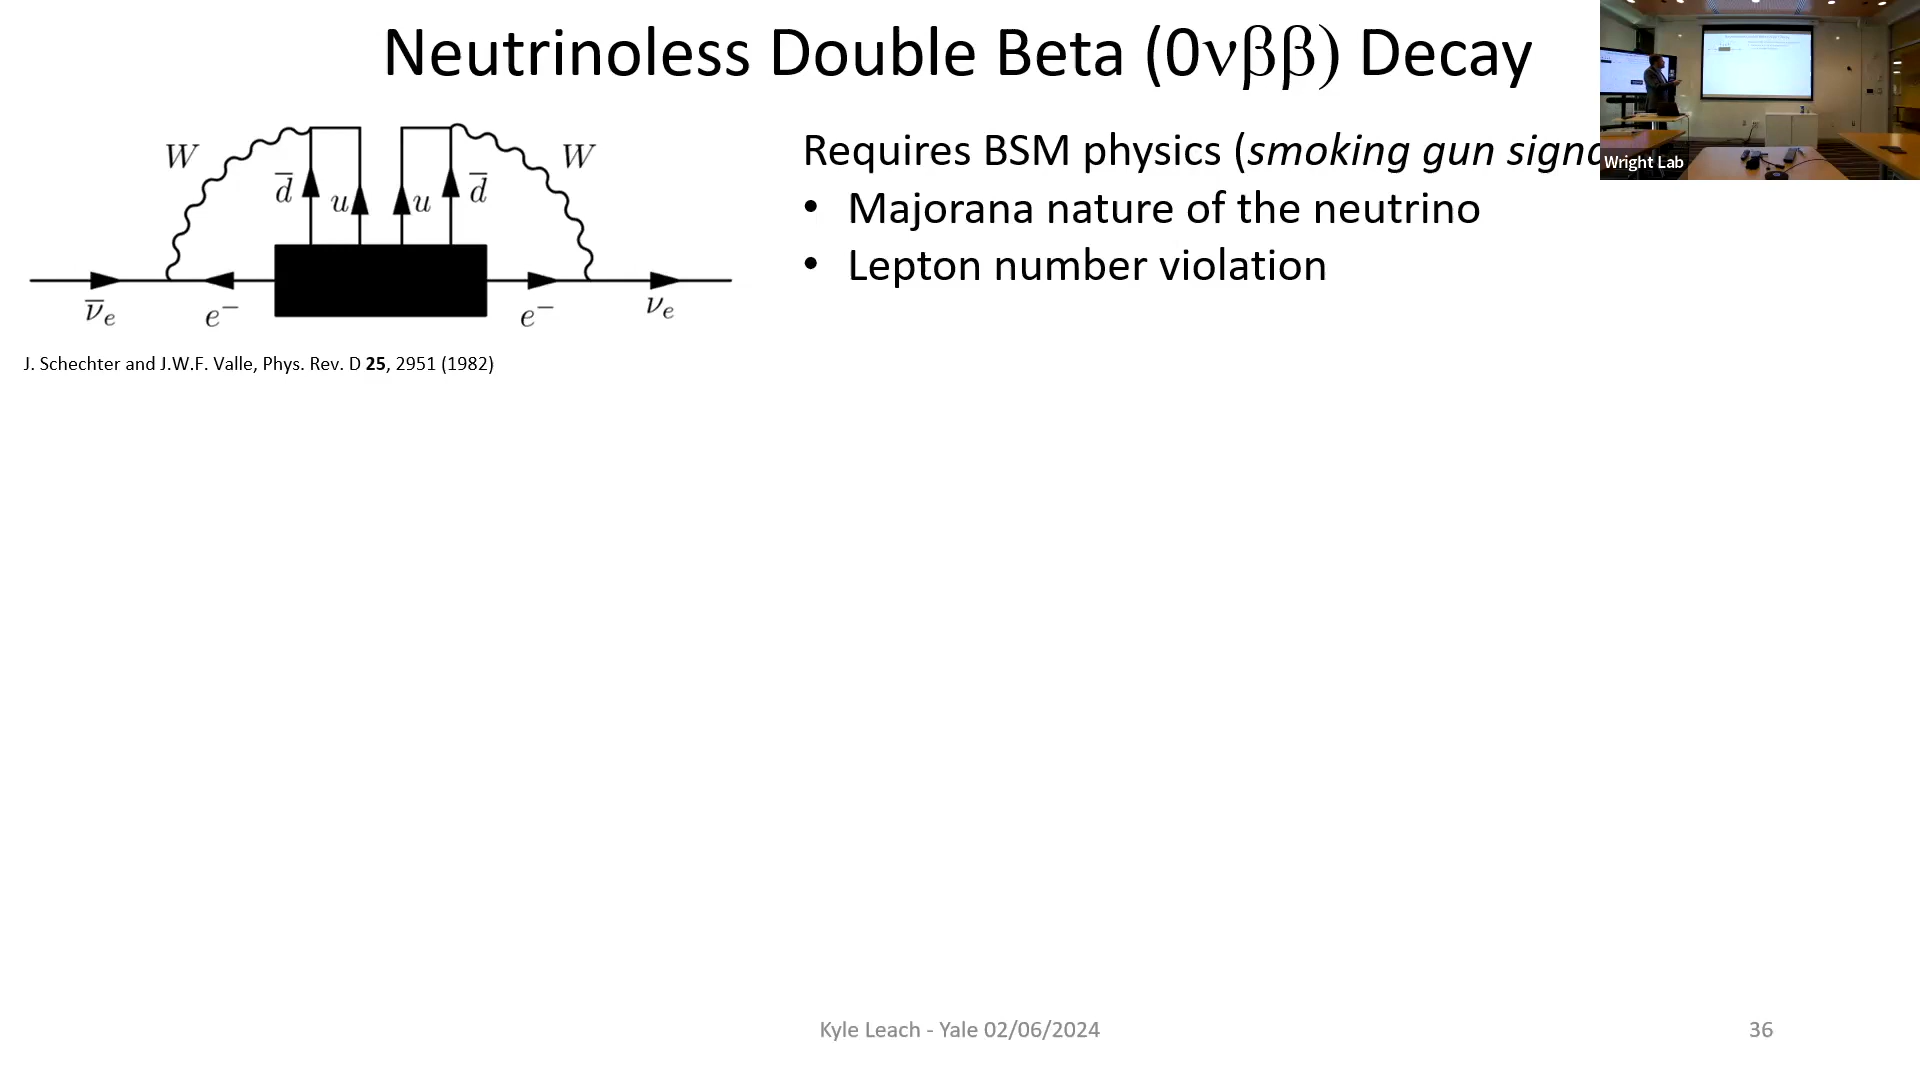 Neutrinoless Double Beta (0νββ) Decay
W
W
d̅
u
u
d̅
ν̅e
e−
e−
νe
J. Schechter and J.W.F. Valle, Phys. Rev. D 25, 2951 (1982)
Requires BSM physics (smoking gun
• Majorana nature of the neutrino
• Lepton number violation
Wright Lab
Kyle Leach - Yale 02/06/2024
36